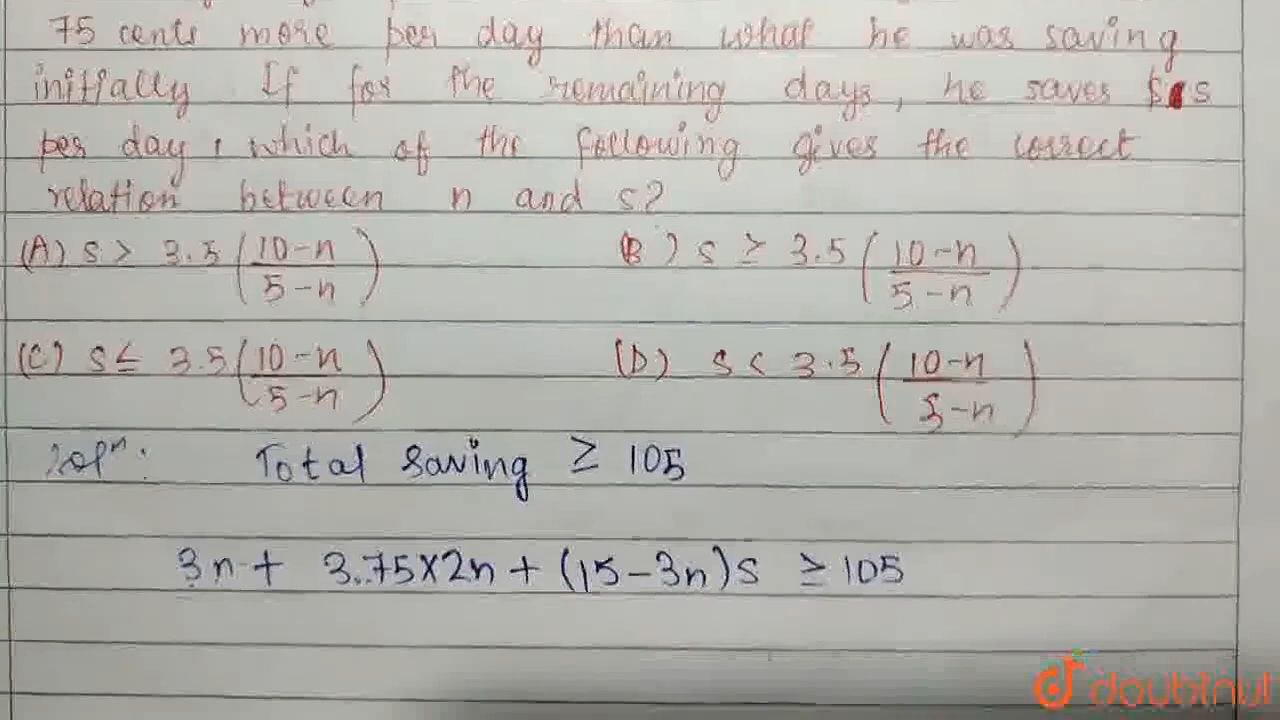 75 cents more per day than what he was saving
initially If for the remaining days, he saves $ s
per day, which of the following gives the correct
relation between n and s?
(A) s > 3.5 (10-n / 5-n)
(B) s ≥ 3.5 (10-n / 5-n)
(C) s ≤ 3.5 (10-n / 5-n)
(D) s < 3.5 (10-n / 5-n)
Solⁿ: Total saving ≥ 105
3n + 3.75×2n + (15-3n)s ≥ 105
doubtnut